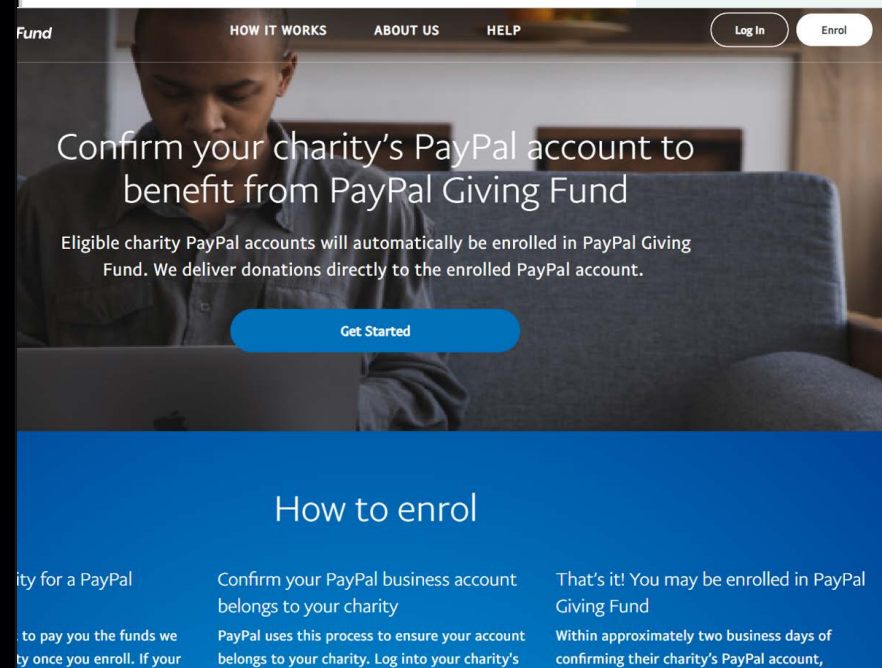 Fund
HOW IT WORKS
ABOUT US
HELP
Log In
Enrol
Confirm your charity's PayPal account to
benefit from PayPal Giving Fund
Eligible charity PayPal accounts will automatically be enrolled in PayPal Giving
Fund. We deliver donations directly to the enrolled PayPal account.
Get Started
How to enrol
ity for a PayPal
to pay you the funds we
ty once you enroll. If your
Confirm your PayPal business account
belongs to your charity
PayPal uses this process to ensure your account
belongs to your charity. Log into your charity's
That's it! You may be enrolled in PayPal
Giving Fund
Within approximately two business days of
confirming their charity's PayPal account,